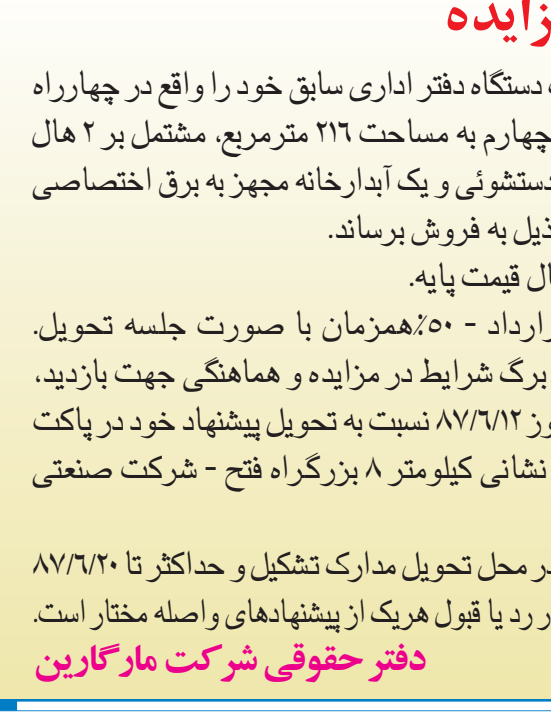 زایده
دستگاه دفتر اداری سابق خود را واقع در چهارراه
چهارم به مساحت ۲۱٦ مترمربع، مشتمل بر ۲ هال
دستشوئی و یک آبدارخانه مجهز به برق اختصاصی
ذیل به فروش برساند.
ال قیمت پایه.
رارداد - ۵۰٪همزمان با صورت جلسه تحویل.
برگ شرایط در مزایده و هماهنگی جهت بازدید،
وز ۸۷/٦/۱۲ نسبت به تحویل پیشنهاد خود در پاکت
نشانی کیلومتر ۸ بزرگراه فتح - شرکت صنعتی
در محل تحویل مدارک تشکیل و حداکثر تا ۸۷/٦/۲۰
ر رد یا قبول هریک از پیشنهادهای واصله مختار است.
دفتر حقوقی شرکت مارگارین